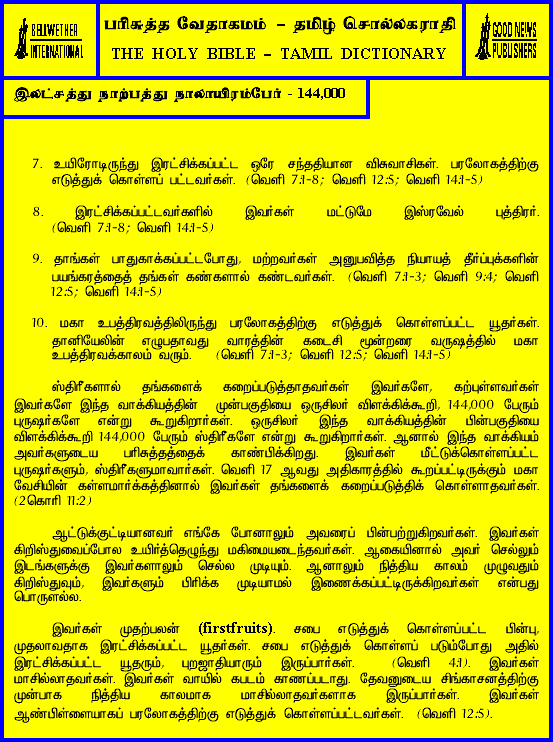 BELLWETHER
INTERNATIONAL
பரிசுத்த வேதாகமம் – தமிழ் சொல்லகராதி
THE HOLY BIBLE – TAMIL DICTIONARY
GOOD NEWS
PUBLISHERS
இலட்சத்து நாற்பத்து நாலாயிரம்பேர் - 144,000
7. உயிரோடிருந்து இரட்சிக்கப்பட்ட ஒரே சந்ததியான விசுவாசிகள். பரலோகத்திற்கு
எடுத்துக் கொள்ளப் பட்டவர்கள். (வெளி 7:1-8; வெளி 12:5; வெளி 14:1-5)
8. இரட்சிக்கப்பட்டவர்களில் இவர்கள் மட்டுமே இஸ்ரவேல் புத்திரர்.
(வெளி 7:1-8; வெளி 14:1-5)
9. தாங்கள் பாதுகாக்கப்பட்டபோது, மற்றவர்கள் அனுபவித்த நியாயத் தீர்ப்புக்களின்
பயங்கரத்தைத் தங்கள் கண்களால் கண்டவர்கள். (வெளி 7:1-3; வெளி 9:4; வெளி
12:5; வெளி 14:1-5)
10. மகா உபத்திரவத்திலிருந்து பரலோகத்திற்கு எடுத்துக் கொள்ளப்பட்ட யூதர்கள்.
தானியேலின் எழுபதாவது வாரத்தின் கடைசி மூன்றரை வருஷத்தில் மகா
உபத்திரவக்காலம் வரும். (வெளி 7:1-3; வெளி 12:5; வெளி 14:1-5)
ஸ்திரீகளால் தங்களைக் கறைப்படுத்தாதவர்கள் இவர்களே, கற்புள்ளவர்கள்
இவர்களே இந்த வாக்கியத்தின் முன்பகுதியை ஒருசிலர் விளக்கிக்கூறி, 144,000 பேரும்
புருஷர்களே என்று கூறுகிறார்கள். ஒருசிலர் இந்த வாக்கியத்தின் பின்பகுதியை
விளக்கிக்கூறி 144,000 பேரும் ஸ்திரீகளே என்று கூறுகிறார்கள். ஆனால் இந்த வாக்கியம்
அவர்களுடைய பரிசுத்தத்தைக் காண்பிக்கிறது. இவர்கள் மீட்டுக்கொள்ளப்பட்ட
புருஷர்களும், ஸ்திரீகளுமாவார்கள். வெளி 17 ஆவது அதிகாரத்தில் கூறப்பட்டிருக்கும் மகா
வேசியின் கள்ளமார்க்கத்தினால் இவர்கள் தங்களைக் கறைப்படுத்திக் கொள்ளாதவர்கள்.
(2கொரி 11:2)
ஆட்டுக்குட்டியானவர் எங்கே போனாலும் அவரைப் பின்பற்றுகிறவர்கள். இவர்கள்
கிறிஸ்துவைப்போல உயிர்த்தெழுந்து மகிமையடைந்தவர்கள். ஆகையினால் அவர் செல்லும்
இடங்களுக்கு இவர்களாலும் செல்ல முடியும். ஆனாலும் நித்திய காலம் முழுவதும்
கிறிஸ்துவும், இவர்களும் பிரிக்க முடியாமல் இணைக்கப்பட்டிருக்கிறவர்கள் என்பது
பொருளல்ல.
இவர்கள் முதற்பலன் (firstfruits). சபை எடுத்துக் கொள்ளப்பட்ட பின்பு,
முதலாவதாக இரட்சிக்கப்பட்ட யூதர்கள். சபை எடுத்துக் கொள்ளப் படும்போது அதில்
இரட்சிக்கப்பட்ட யூதரும், புறஜாதியாரும் இருப்பார்கள். (வெளி 4:1). இவர்கள்
மாசில்லாதவர்கள். இவர்கள் வாயில் கபடம் காணப்படாது. தேவனுடைய சிங்காசனத்திற்கு
முன்பாக நித்திய காலமாக மாசில்லாதவர்களாக இருப்பார்கள். இவர்கள்
ஆண்பிள்ளையாகப் பரலோகத்திற்கு எடுத்துக் கொள்ளப்பட்டவர்கள். (வெளி 12:5).